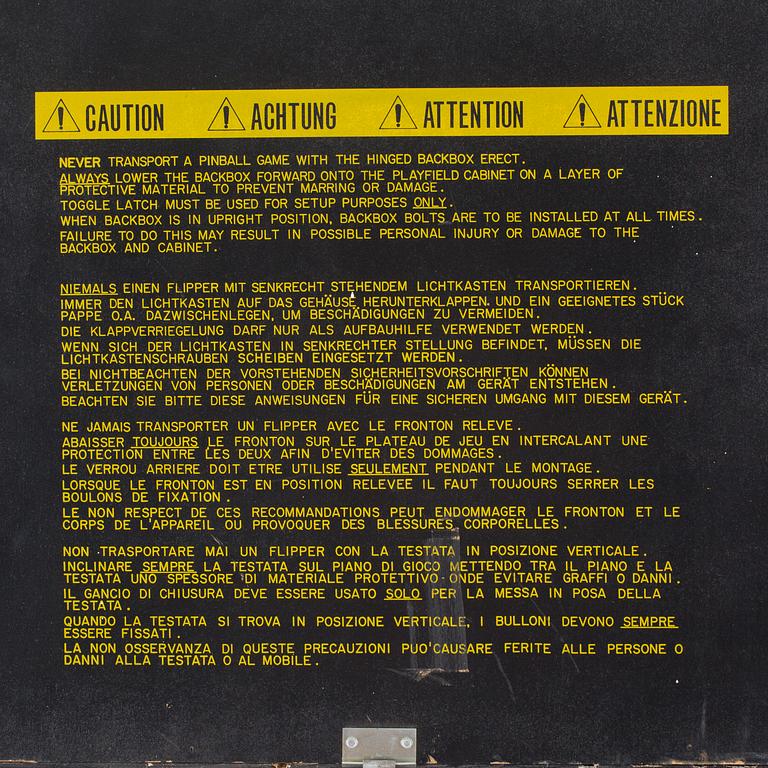 CAUTION ACHTUNG ATTENTION ATTENZIONE
NEVER TRANSPORT A PINBALL GAME WITH THE HINGED BACKBOX ERECT.
ALWAYS LOWER THE BACKBOX FORWARD ONTO THE PLAYFIELD CABINET ON A LAYER OF
PROTECTIVE MATERIAL TO PREVENT MARRING OR DAMAGE.
TOGGLE LATCH MUST BE USED FOR SETUP PURPOSES ONLY.
WHEN BACKBOX IS IN UPRIGHT POSITION, BACKBOX BOLTS ARE TO BE INSTALLED AT ALL TIMES.
FAILURE TO DO THIS MAY RESULT IN POSSIBLE PERSONAL INJURY OR DAMAGE TO THE
BACKBOX AND CABINET.
NIEMALS EINEN FLIPPER MIT SENKRECHT STEHENDEM LICHTKASTEN TRANSPORTIEREN.
IMMER DEN LICHTKASTEN AUF DAS GEHÄUSE HERUNTERKLAPPEN. UND EIN GEEIGNETES STÜCK
PAPPE O.A. DAZWISCHENLEGEN, UM BESCHÄDIGUNGEN ZU VERMEIDEN.
DIE KLAPPVERRIEGELUNG DARF NUR ALS AUFBAUHILFE VERWENDET WERDEN.
WENN SICH DER LICHTKASTEN IN SENKRECHTER STELLUNG BEFINDET, MÜSSEN DIE
LICHTKASTENSCHRAUBEN SCHEIBEN EINGESETZT WERDEN.
BEI NICHTBEACHTEN DER VORSTEHENDEN SICHERHEITSVORSCHRIFTEN KÖNNEN
VERLETZUNGEN VON PERSONEN ODER BESCHÄDIGUNGEN AM GERÄT ENTSTEHEN.
BEACHTEN SIE BITTE DIESE ANWEISUNGEN FÜR EINE SICHEREN UMGANG MIT DIESEM GERÄT.
NE JAMAIS TRANSPORTER UN FLIPPER AVEC LE FRONTON RELEVE.
ABAISSER TOUJOURS LE FRONTON SUR LE PLATEAU DE JEU EN INTERCALANT UNE
PROTECTION ENTRE LES DEUX AFIN D'EVITER DES DOMMAGES.
LE VERROU ARRIERE DOIT ETRE UTILISE SEULEMENT PENDANT LE MONTAGE.
LORSQUE LE FRONTON EST EN POSITION RELEVEE IL FAUT TOUJOURS SERRER LES
BOULONS DE FIXATION.
LE NON RESPECT DE CES RECOMMANDATIONS PEUT ENDOMMAGER LE FRONTON ET LE
CORPS DE L'APPAREIL OU PROVOQUER DES BLESSURES CORPORELLES.
NON TRASPORTARE MAI UN FLIPPER CON LA TESTATA IN POSIZIONE VERTICALE.
INCLINARE SEMPRE LA TESTATA SUL PIANO DI GIOCO METTENDO TRA IL PIANO E LA
TESTATA UNO SPESSORE DI MATERIALE PROTETTIVO ONDE EVITARE GRAFFI O DANNI.
IL GANCIO DI CHIUSURA DEVE ESSERE USATO SOLO PER LA MESSA IN POSA DELLA
TESTATA.
QUANDO LA TESTATA SI TROVA IN POSIZIONE VERTICALE, I BULLONI DEVONO SEMPRE
ESSERE FISSATI.
LA NON OSSERVANZA DI QUESTE PRECAUZIONI PUO'CAUSARE FERITE ALLE PERSONE O
DANNI ALLA TESTATA O AL MOBILE.